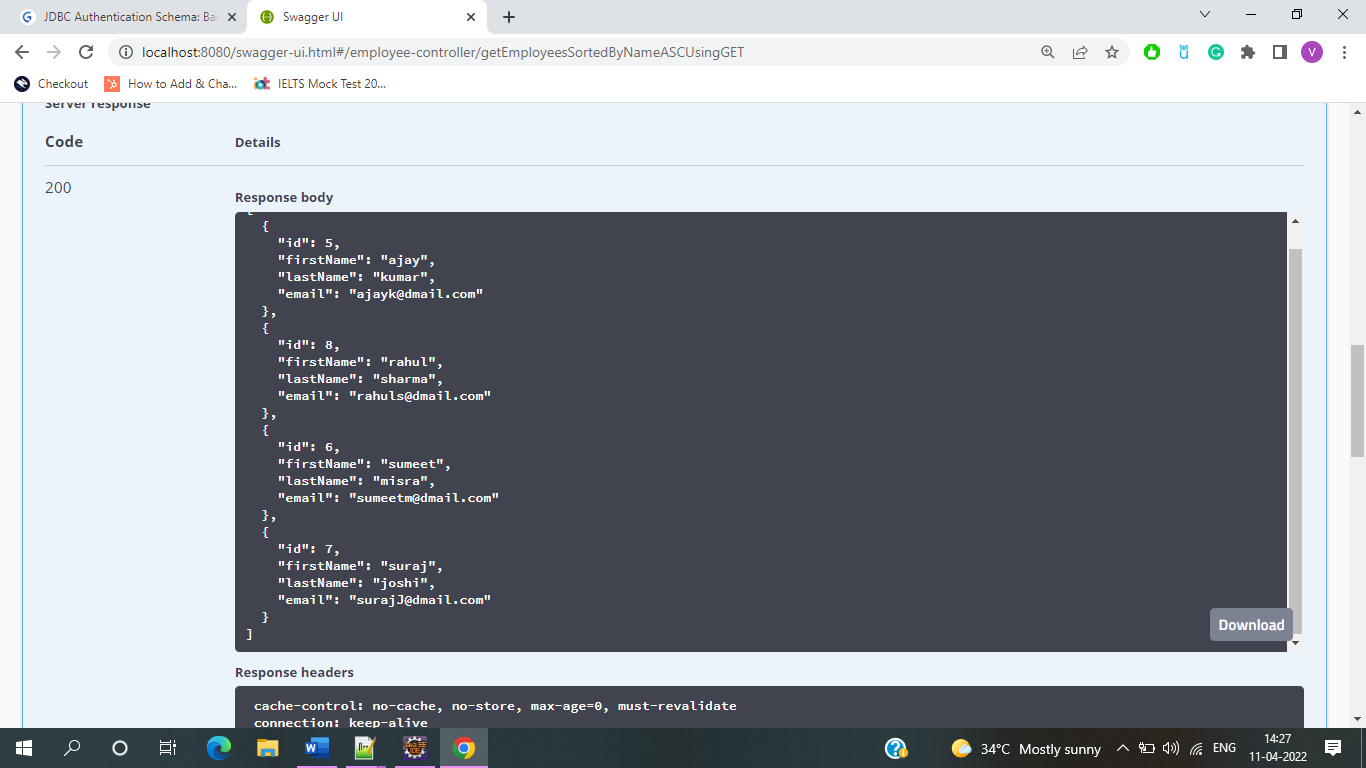 JDBC Authentication Schema: Ba
Swagger UI
localhost:8080/swagger-ui.html#/employee-controller/getEmployeesSortedByNameASCUsingGET
V
Checkout
How to Add & Cha...
IELTS Mock Test 20...
Server response
Code
Details
200
Response body
[
{
"id": 5,
"firstName": "ajay",
"lastName": "kumar",
"email": "ajayk@dmail.com"
},
{
"id": 8,
"firstName": "rahul",
"lastName": "sharma",
"email": "rahuls@dmail.com"
},
{
"id": 6,
"firstName": "sumeet",
"lastName": "misra",
"email": "sumeetm@dmail.com"
},
{
"id": 7,
"firstName": "suraj",
"lastName": "joshi",
"email": "surajJ@dmail.com"
}
]
Download
Response headers
cache-control: no-cache, no-store, max-age=0, must-revalidate
connection: keep-alive
34°C Mostly sunny
ENG
14:27
11-04-2022